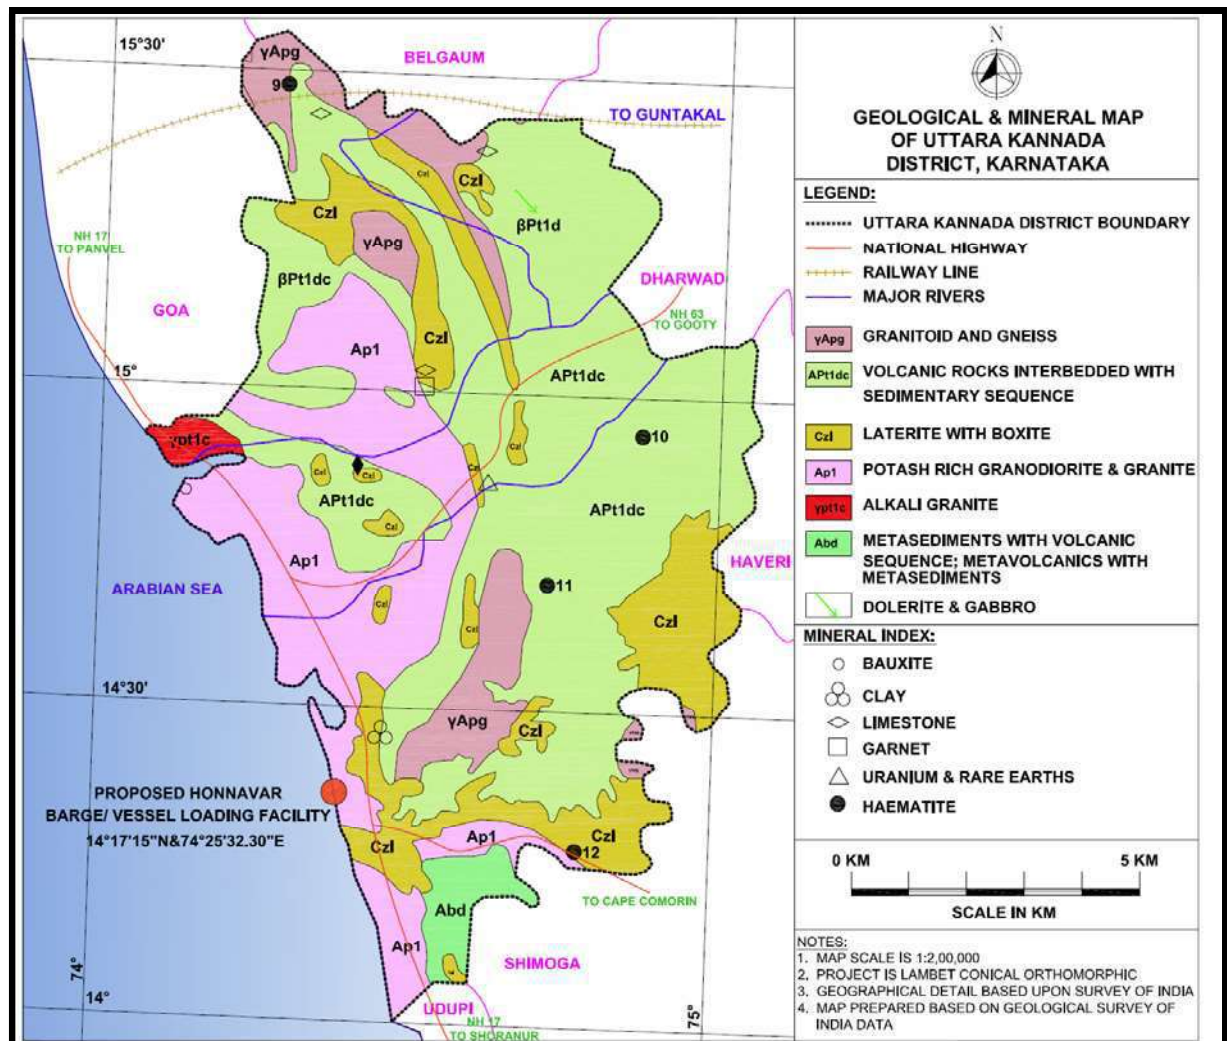 15°30'
γApg
BELGAUM
9
TO GUNTAKAL
Czl
Czl
Czl
βPt1d
γApg
NH 17
TO PANVEL
βPt1dc
DHARWAD
GOA
NH 63
TO GOOTY
Czl
Ap1
15°
APt1dc
γpt1c
10
Czl
Czl
Czl
Czl
APt1dc
APt1dc
Czl
Ap1
HAVERI
ARABIAN SEA
11
Czl
Czl
Czl
14°30'
γApg
Czl
PROPOSED HONNAVAR
BARGE/ VESSEL LOADING FACILITY
14°17'15"N&74°25'32.30"E
Ap1
Czl
Czl
12
TO CAPE COMORIN
Abd
Ap1
SHIMOGA
74°
14°
UDUPI
75°
NH 17
TO SHORANUR
N
GEOLOGICAL & MINERAL MAP
OF UTTARA KANNADA
DISTRICT, KARNATAKA
LEGEND:
UTTARA KANNADA DISTRICT BOUNDARY
NATIONAL HIGHWAY
RAILWAY LINE
MAJOR RIVERS
γApg GRANITOID AND GNEISS
APt1dc VOLCANIC ROCKS INTERBEDDED WITH
SEDIMENTARY SEQUENCE
Czl LATERITE WITH BOXITE
Ap1 POTASH RICH GRANODIORITE & GRANITE
γpt1c ALKALI GRANITE
Abd METASEDIMENTS WITH VOLCANIC
SEQUENCE; METAVOLCANICS WITH
METASEDIMENTS
DOLERITE & GABBRO
MINERAL INDEX:
BAUXITE
CLAY
LIMESTONE
GARNET
URANIUM & RARE EARTHS
HAEMATITE
0 KM 5 KM
SCALE IN KM
NOTES:
1. MAP SCALE IS 1:2,00,000
2. PROJECT IS LAMBET CONICAL ORTHOMORPHIC
3. GEOGRAPHICAL DETAIL BASED UPON SURVEY OF INDIA
4. MAP PREPARED BASED ON GEOLOGICAL SURVEY OF
INDIA DATA